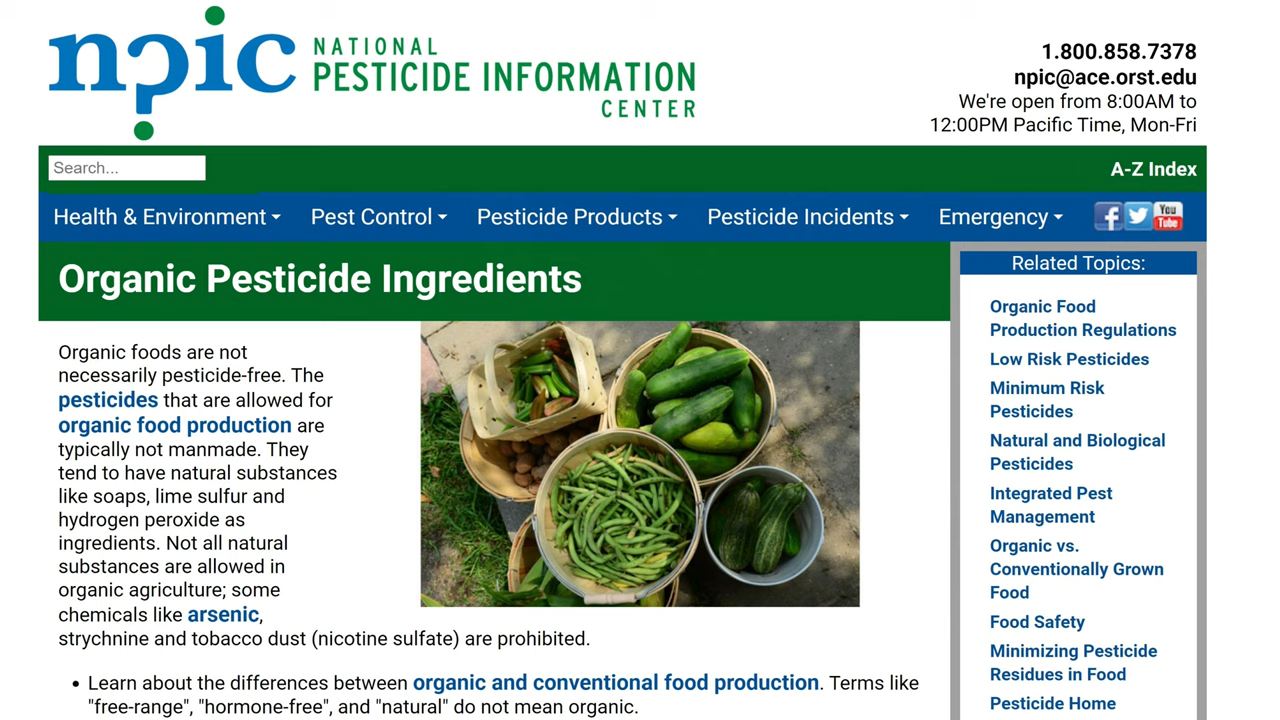 npic NATIONAL
PESTICIDE INFORMATION
CENTER
1.800.858.7378
npic@ace.orst.edu
We're open from 8:00AM to
12:00PM Pacific Time, Mon-Fri
Search...
A-Z Index
Health & Environment
Pest Control
Pesticide Products
Pesticide Incidents
Emergency
f
You
Tube
Organic Pesticide Ingredients
Organic foods are not
necessarily pesticide-free. The
pesticides that are allowed for
organic food production are
typically not manmade. They
tend to have natural substances
like soaps, lime sulfur and
hydrogen peroxide as
ingredients. Not all natural
substances are allowed in
organic agriculture; some
chemicals like arsenic,
strychnine and tobacco dust (nicotine sulfate) are prohibited.
• Learn about the differences between organic and conventional food production. Terms like
"free-range", "hormone-free", and "natural" do not mean organic.
Related Topics:
Organic Food
Production Regulations
Low Risk Pesticides
Minimum Risk
Pesticides
Natural and Biological
Pesticides
Integrated Pest
Management
Organic vs.
Conventionally Grown
Food
Food Safety
Minimizing Pesticide
Residues in Food
Pesticide Home